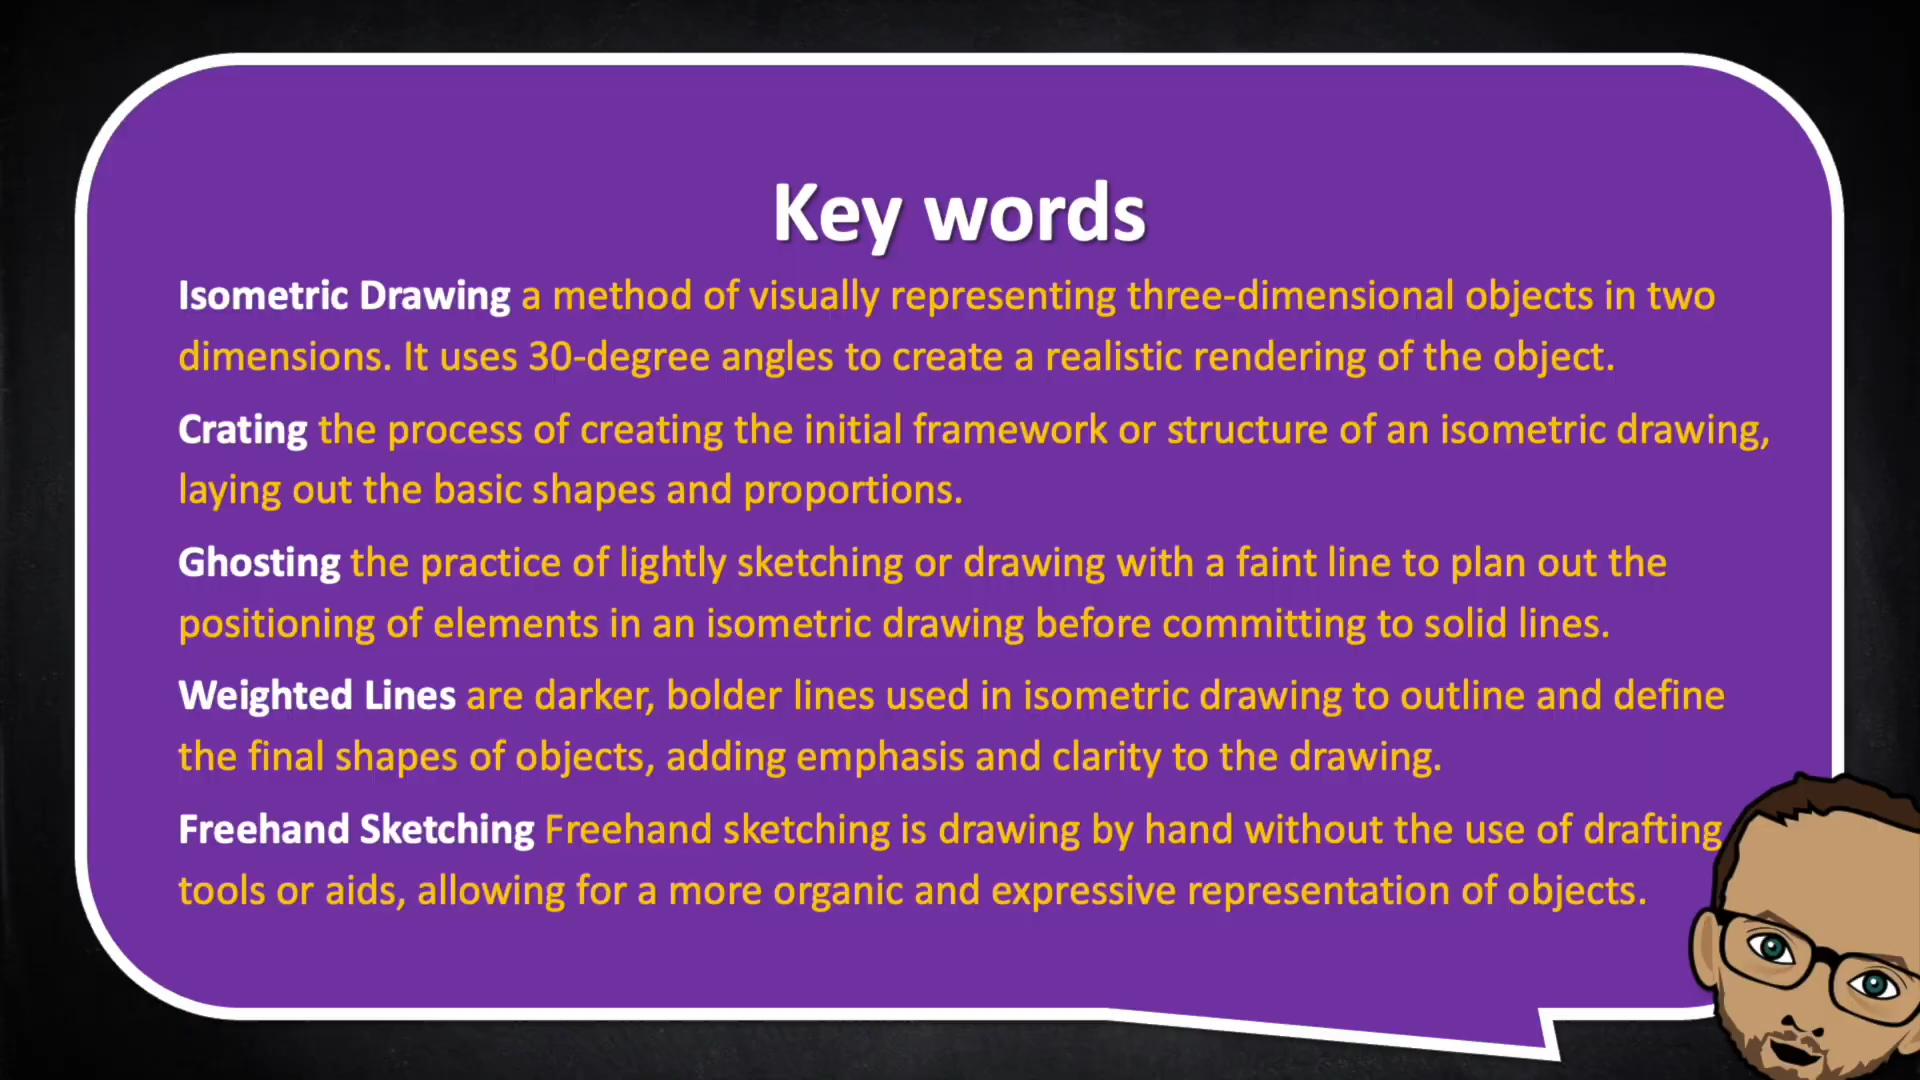 Key words
Isometric Drawing a method of visually representing three-dimensional objects in two
dimensions. It uses 30-degree angles to create a realistic rendering of the object.
Crating the process of creating the initial framework or structure of an isometric drawing,
laying out the basic shapes and proportions.
Ghosting the practice of lightly sketching or drawing with a faint line to plan out the
positioning of elements in an isometric drawing before committing to solid lines.
Weighted Lines are darker, bolder lines used in isometric drawing to outline and define
the final shapes of objects, adding emphasis and clarity to the drawing.
Freehand Sketching Freehand sketching is drawing by hand without the use of drafting
tools or aids, allowing for a more organic and expressive representation of objects.